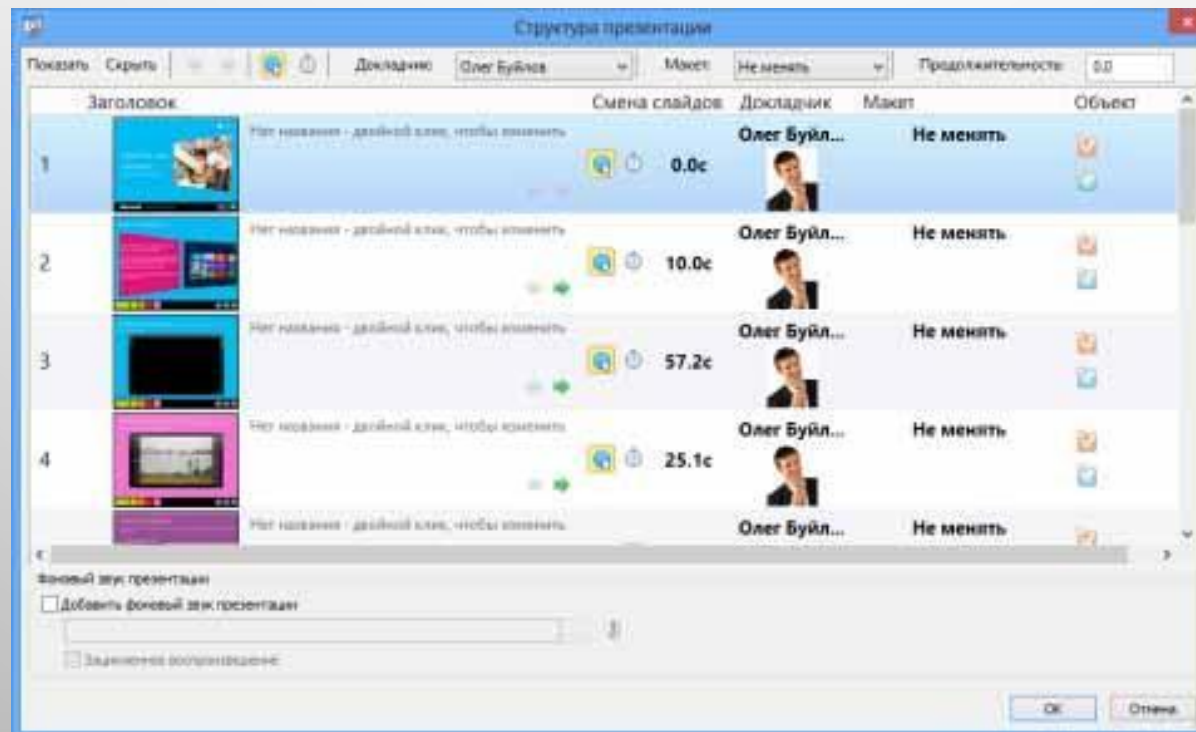 Структура презентации
Показать Скрыть Докладчик: Олег Буйлов Макет: Не менять Продолжительность: 0.0
Заголовок Смена слайдов Докладчик Макет Объект
1 Нет названия - двойной клик, чтобы изменить 0.0с Олег Буйл... Не менять
2 Нет названия - двойной клик, чтобы изменить 10.0с Олег Буйл... Не менять
3 Нет названия - двойной клик, чтобы изменить 57.2с Олег Буйл... Не менять
4 Нет названия - двойной клик, чтобы изменить 25.1с Олег Буйл... Не менять
Нет названия - двойной клик, чтобы изменить Олег Буйл... Не менять
Фоновый звук презентации
Добавить фоновый звук презентации
Зацикленное воспроизведение
ОК Отмена